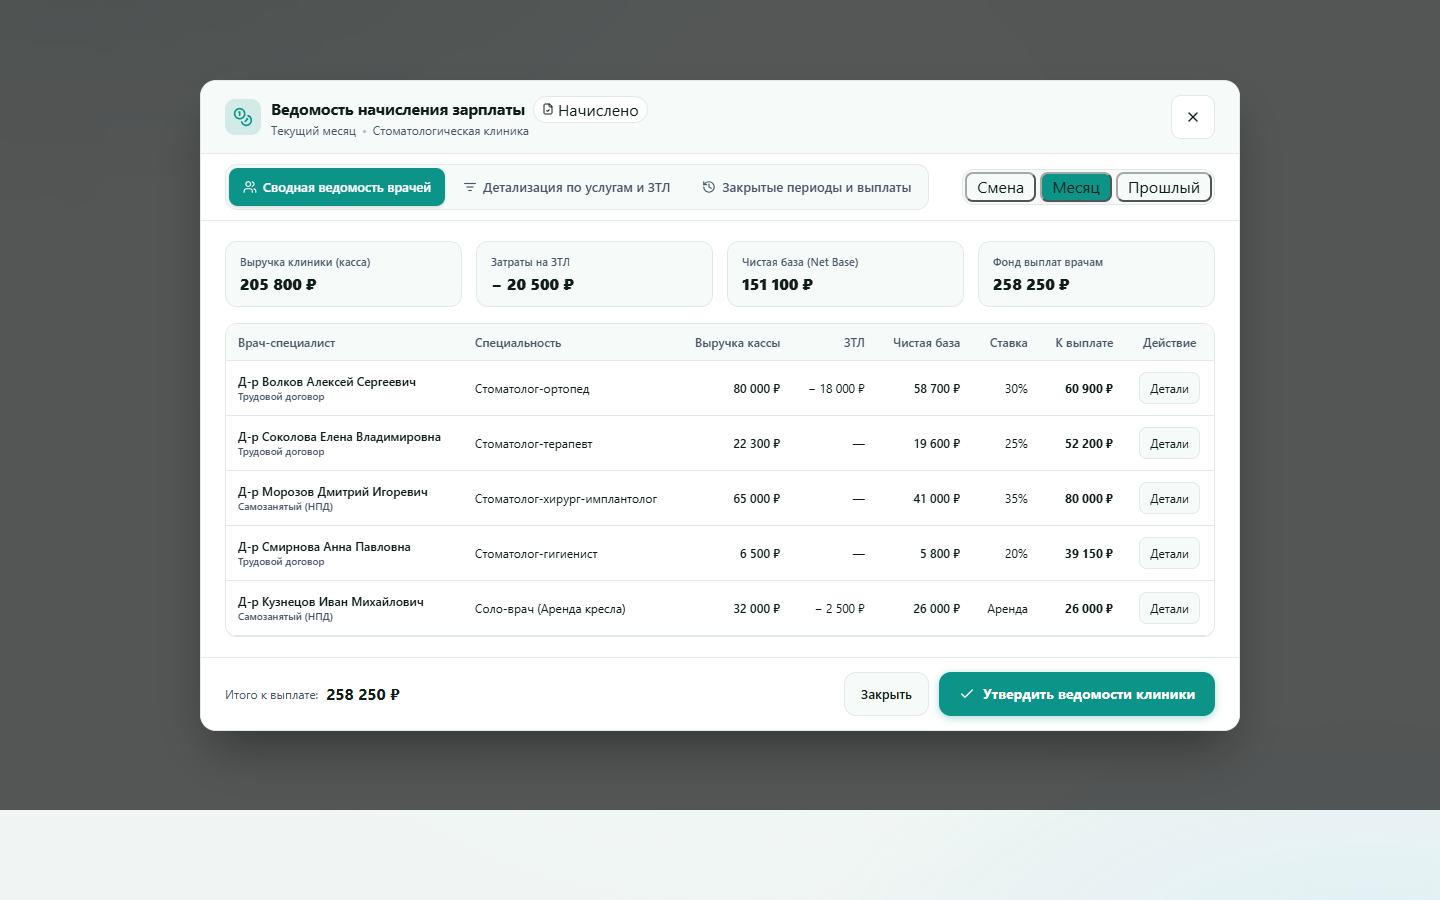 Ведомость начисления зарплаты
Начислено
Текущий месяц • Стоматологическая клиника
Сводная ведомость врачей
Детализация по услугам и ЗТЛ
Закрытые периоды и выплаты
Смена
Месяц
Прошлый
Выручка клиники (касса)
205 800 ₽
Затраты на ЗТЛ
− 20 500 ₽
Чистая база (Net Base)
151 100 ₽
Фонд выплат врачам
258 250 ₽
Врач-специалист Специальность Выручка кассы ЗТЛ Чистая база Ставка К выплате Действие
Д-р Волков Алексей Сергеевич
Трудовой договор
Стоматолог-ортопед 80 000 ₽ − 18 000 ₽ 58 700 ₽ 30% 60 900 ₽ Детали
Д-р Соколова Елена Владимировна
Трудовой договор
Стоматолог-терапевт 22 300 ₽ — 19 600 ₽ 25% 52 200 ₽ Детали
Д-р Морозов Дмитрий Игоревич
Самозанятый (НПД)
Стоматолог-хирург-имплантолог 65 000 ₽ — 41 000 ₽ 35% 80 000 ₽ Детали
Д-р Смирнова Анна Павловна
Трудовой договор
Стоматолог-гигиенист 6 500 ₽ — 5 800 ₽ 20% 39 150 ₽ Детали
Д-р Кузнецов Иван Михайлович
Самозанятый (НПД)
Соло-врач (Аренда кресла) 32 000 ₽ − 2 500 ₽ 26 000 ₽ Аренда 26 000 ₽ Детали
Итого к выплате: 258 250 ₽
Закрыть
Утвердить ведомости клиники